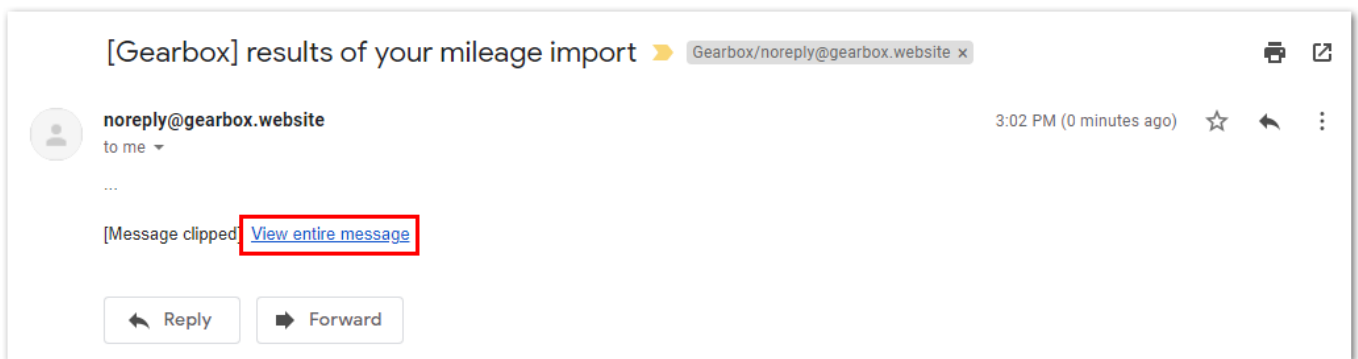 [Gearbox] results of your mileage import Gearbox/noreply@gearbox.website ×
noreply@gearbox.website 3:02 PM (0 minutes ago)
to me
...
[Message clipped] View entire message
Reply Forward